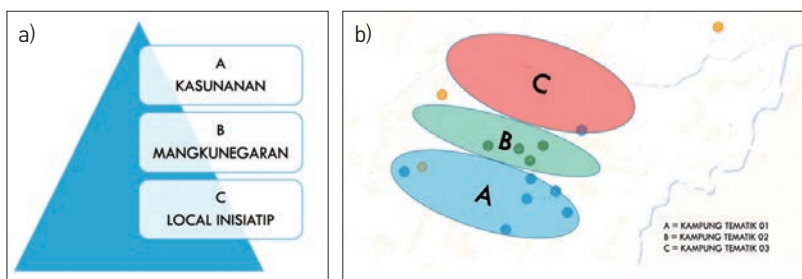 a)
A
KASUNANAN
B
MANGKUNEGARAN
C
LOCAL INISIATIP
b)
C
B
A
A = KAMPUNG TEMATIK 01
B = KAMPUNG TEMATIK 02
C = KAMPUNG TEMATIK 03